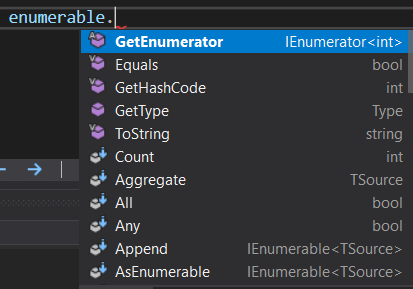 enumerable.
GetEnumerator IEnumerator<int>
Equals bool
GetHashCode int
GetType Type
ToString string
Count int
Aggregate TSource
All bool
Any bool
Append IEnumerable<TSource>
AsEnumerable IEnumerable<TSource>